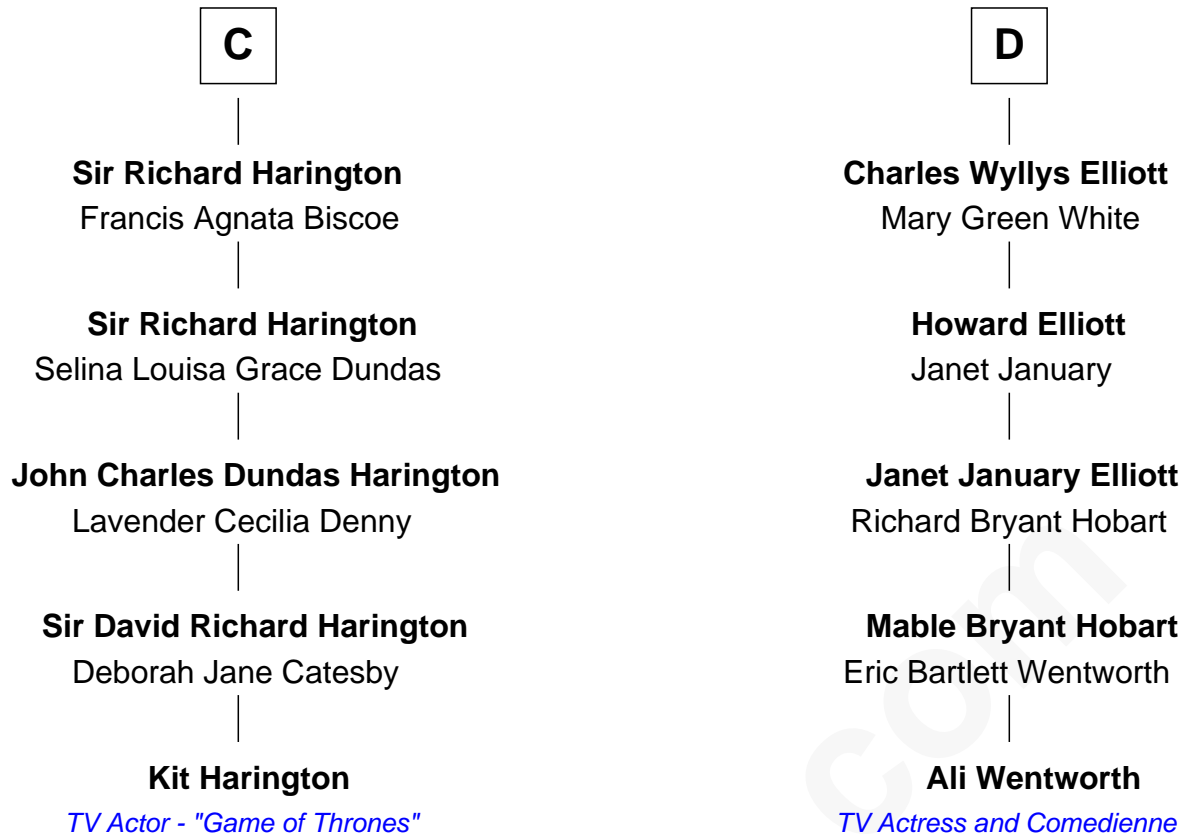 C
Sir Richard Harington
Francis Agnata Biscoe
Sir Richard Harington
Selina Louisa Grace Dundas
John Charles Dundas Harington
Lavender Cecilia Denny
Sir David Richard Harington
Deborah Jane Catesby
Kit Harington
TV Actor - "Game of Thrones"
D
Charles Wyllys Elliott
Mary Green White
Howard Elliott
Janet January
Janet January Elliott
Richard Bryant Hobart
Mable Bryant Hobart
Eric Bartlett Wentworth
Ali Wentworth
TV Actress and Comedienne
com